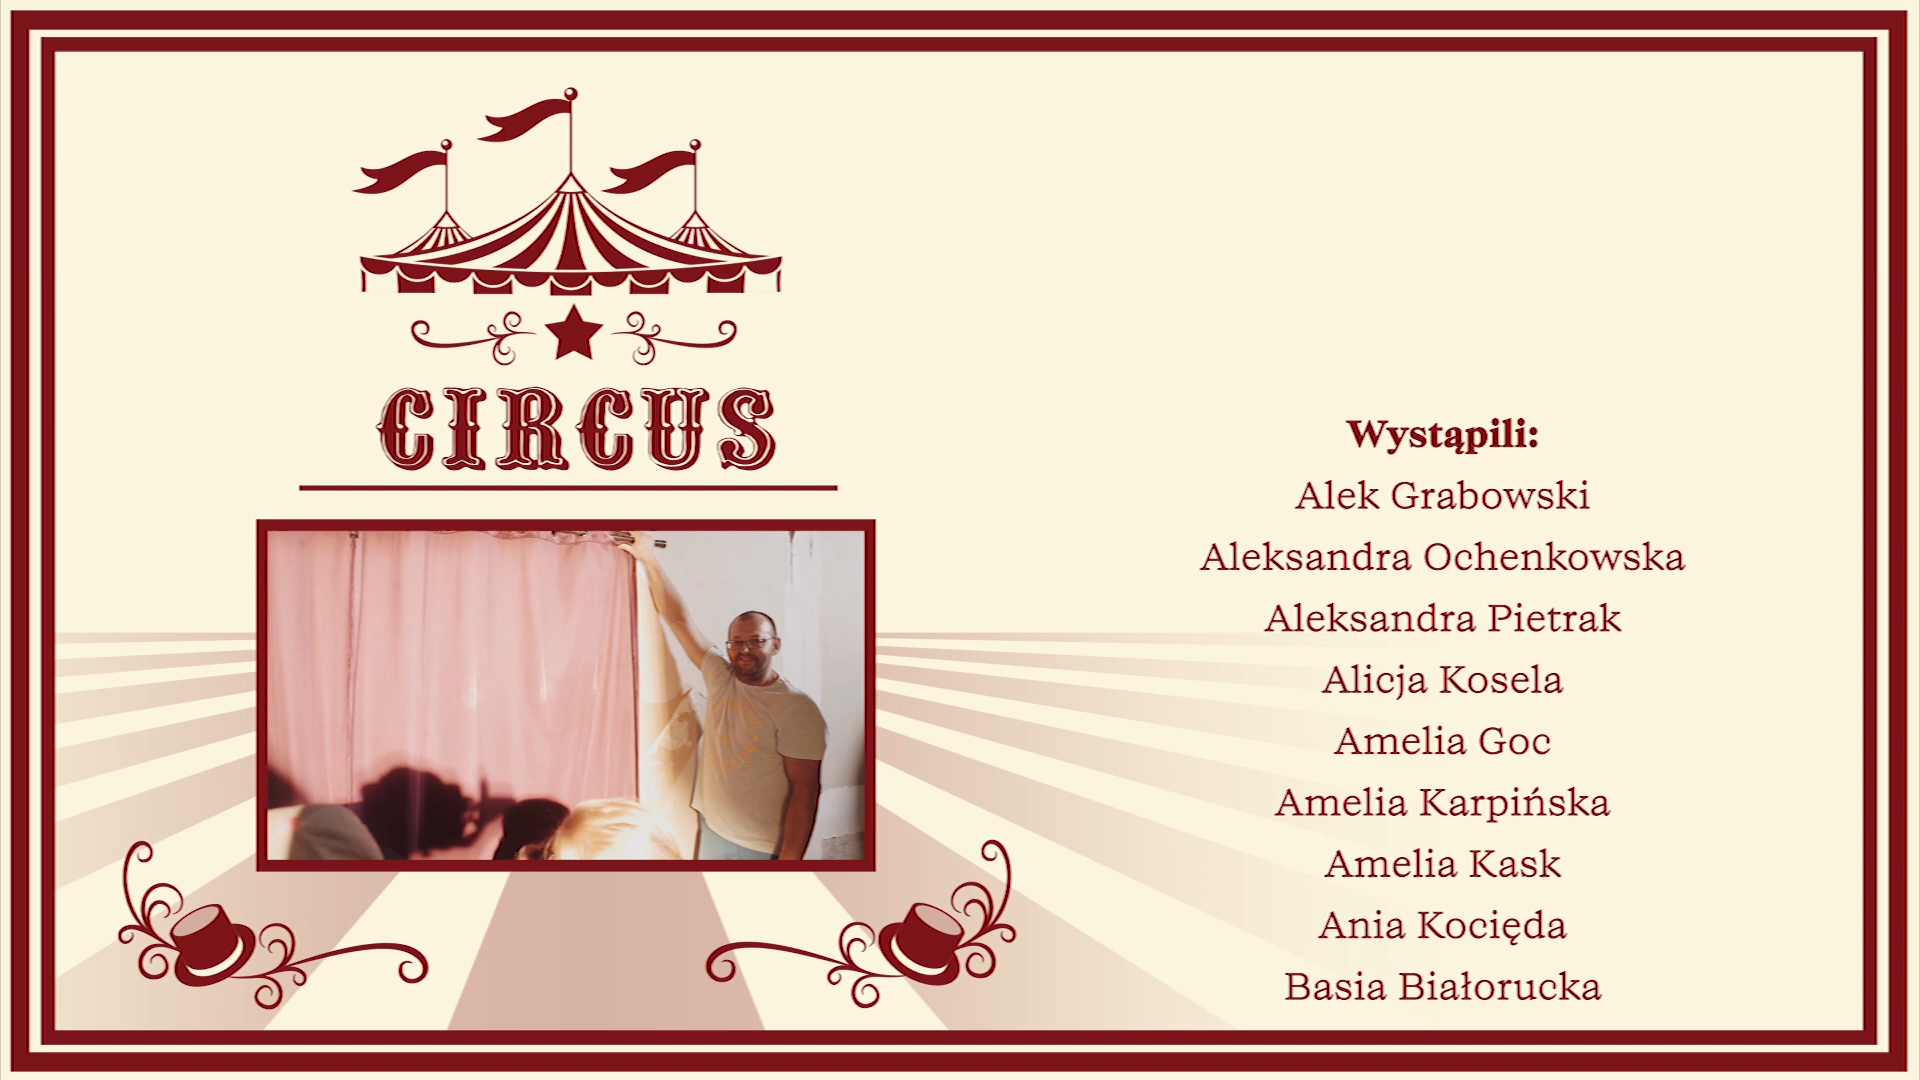 CIRCUS
Wystąpili:
Alek Grabowski
Aleksandra Ochenkowska
Aleksandra Pietrak
Alicja Kosela
Amelia Goc
Amelia Karpińska
Amelia Kask
Ania Kocięda
Basia Białorucka